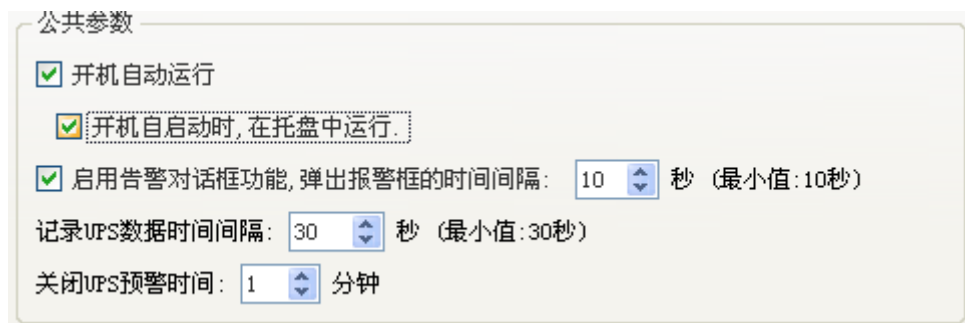 公共参数
开机自动运行
开机自启动时,在托盘中运行.
启用告警对话框功能,弹出报警框的时间间隔: 10 秒 (最小值:10秒)
记录UPS数据时间间隔: 30 秒 (最小值:30秒)
关闭UPS预警时间: 1 分钟